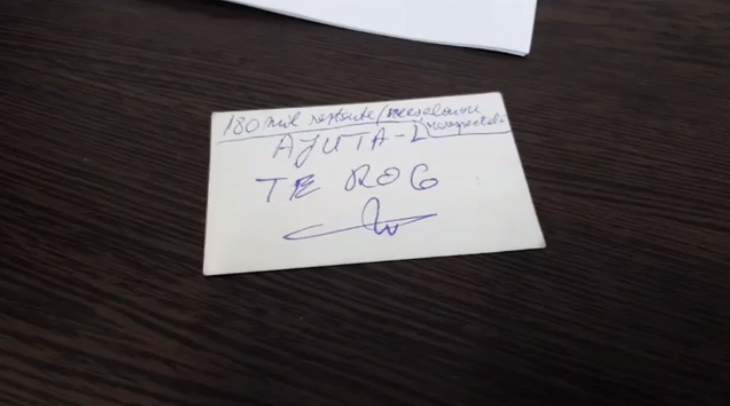 180 mil restante/
AJUTA-L
TE ROG